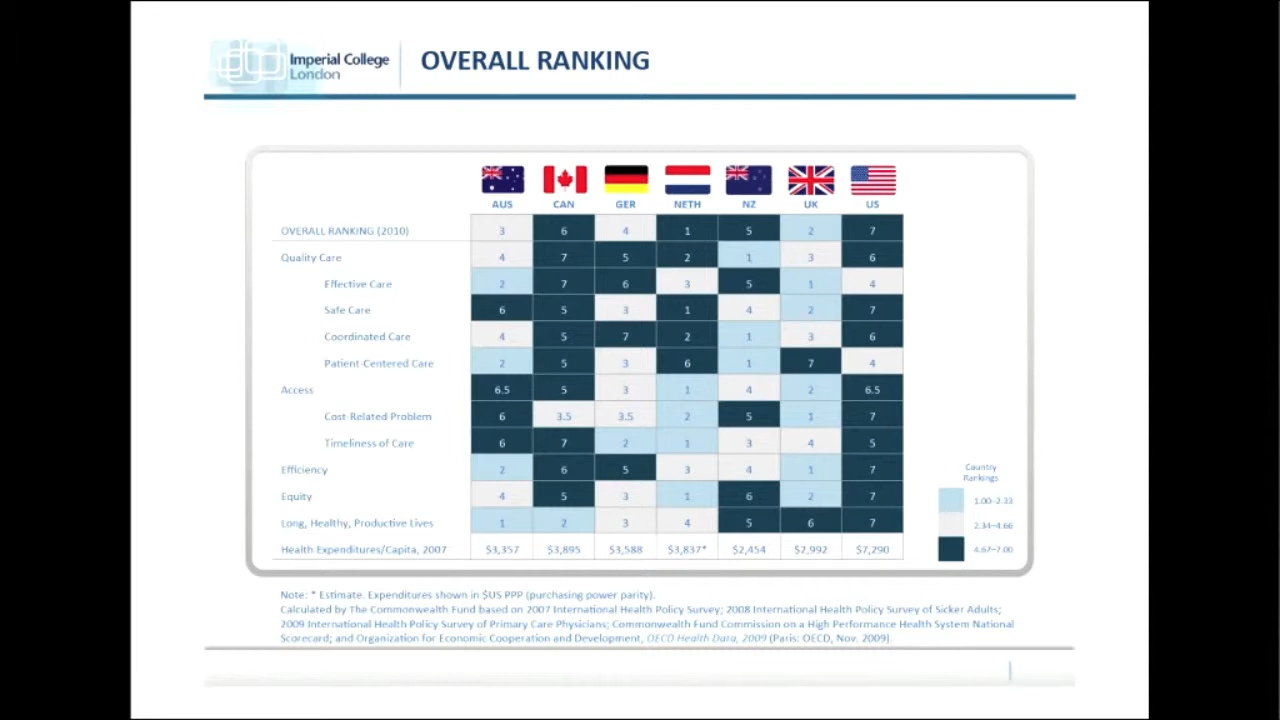 Imperial College
London
OVERALL RANKING
AUS CAN GER NETH NZ UK US
OVERALL RANKING (2010) 3 6 4 1 5 2 7
Quality Care 4 7 5 2 1 3 6
Effective Care 2 7 6 3 5 1 4
Safe Care 6 5 3 1 4 2 7
Coordinated Care 4 5 7 2 1 3 6
Patient-Centered Care 2 5 3 6 1 7 4
Access 6.5 5 3 1 4 2 6.5
Cost-Related Problem 6 3.5 3.5 2 5 1 7
Timeliness of Care 6 7 2 1 3 4 5
Efficiency 2 6 5 3 4 1 7
Equity 4 5 3 1 6 2 7
Long, Healthy, Productive Lives 1 2 3 4 5 6 7
Health Expenditures/Capita, 2007 $3,357 $3,895 $3,588 $3,837* $2,454 $2,992 $7,290
Country
Rankings
1.00–2.33
2.34–4.66
4.67–7.00
Note: * Estimate. Expenditures shown in $US PPP (purchasing power parity).
Calculated by The Commonwealth Fund based on 2007 International Health Policy Survey; 2008 International Health Policy Survey of Sicker Adults;
2009 International Health Policy Survey of Primary Care Physicians; Commonwealth Fund Commission on a High Performance Health System National
Scorecard; and Organization for Economic Cooperation and Development, OECD Health Data, 2009 (Paris: OECD, Nov. 2009).